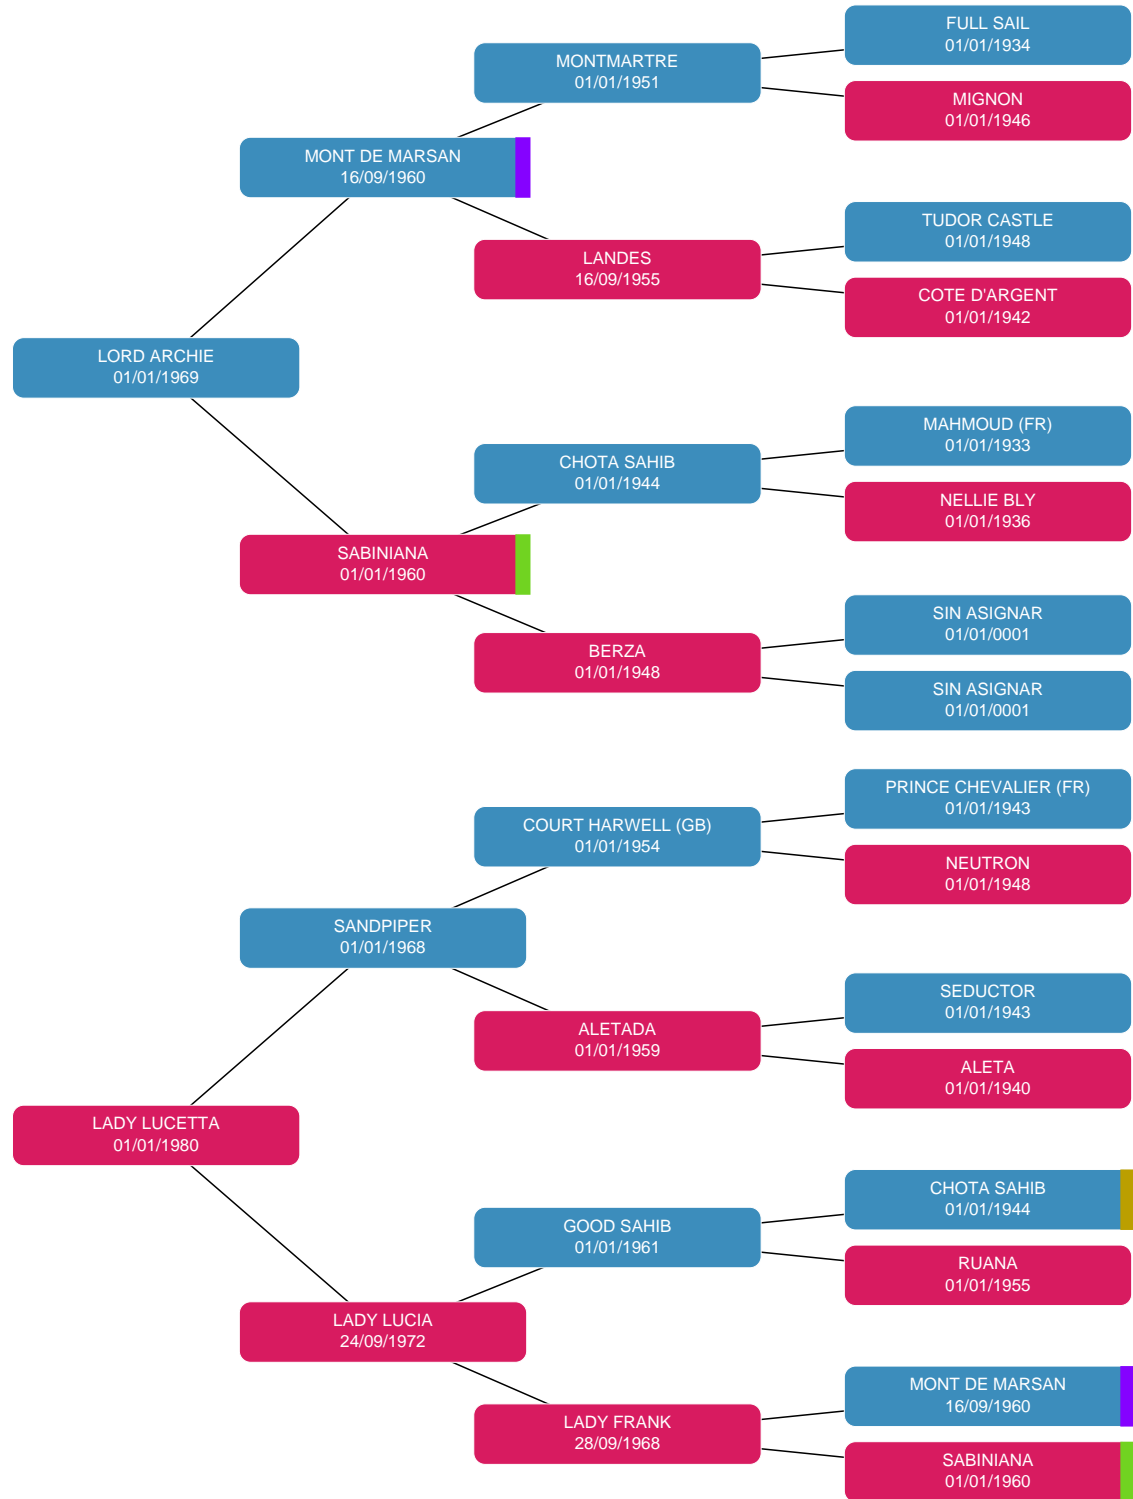 FULL SAIL
01/01/1934
MONTMARTRE
01/01/1951
MIGNON
01/01/1946
MONT DE MARSAN
16/09/1960
TUDOR CASTLE
01/01/1948
LANDES
16/09/1955
COTE D'ARGENT
01/01/1942
LORD ARCHIE
01/01/1969
MAHMOUD (FR)
01/01/1933
CHOTA SAHIB
01/01/1944
NELLIE BLY
01/01/1936
SABINIANA
01/01/1960
SIN ASIGNAR
01/01/0001
BERZA
01/01/1948
SIN ASIGNAR
01/01/0001
PRINCE CHEVALIER (FR)
01/01/1943
COURT HARWELL (GB)
01/01/1954
NEUTRON
01/01/1948
SANDPIPER
01/01/1968
SEDUCTOR
01/01/1943
ALETADA
01/01/1959
ALETA
01/01/1940
LADY LUCETTA
01/01/1980
CHOTA SAHIB
01/01/1944
GOOD SAHIB
01/01/1961
RUANA
01/01/1955
LADY LUCIA
24/09/1972
MONT DE MARSAN
16/09/1960
LADY FRANK
28/09/1968
SABINIANA
01/01/1960